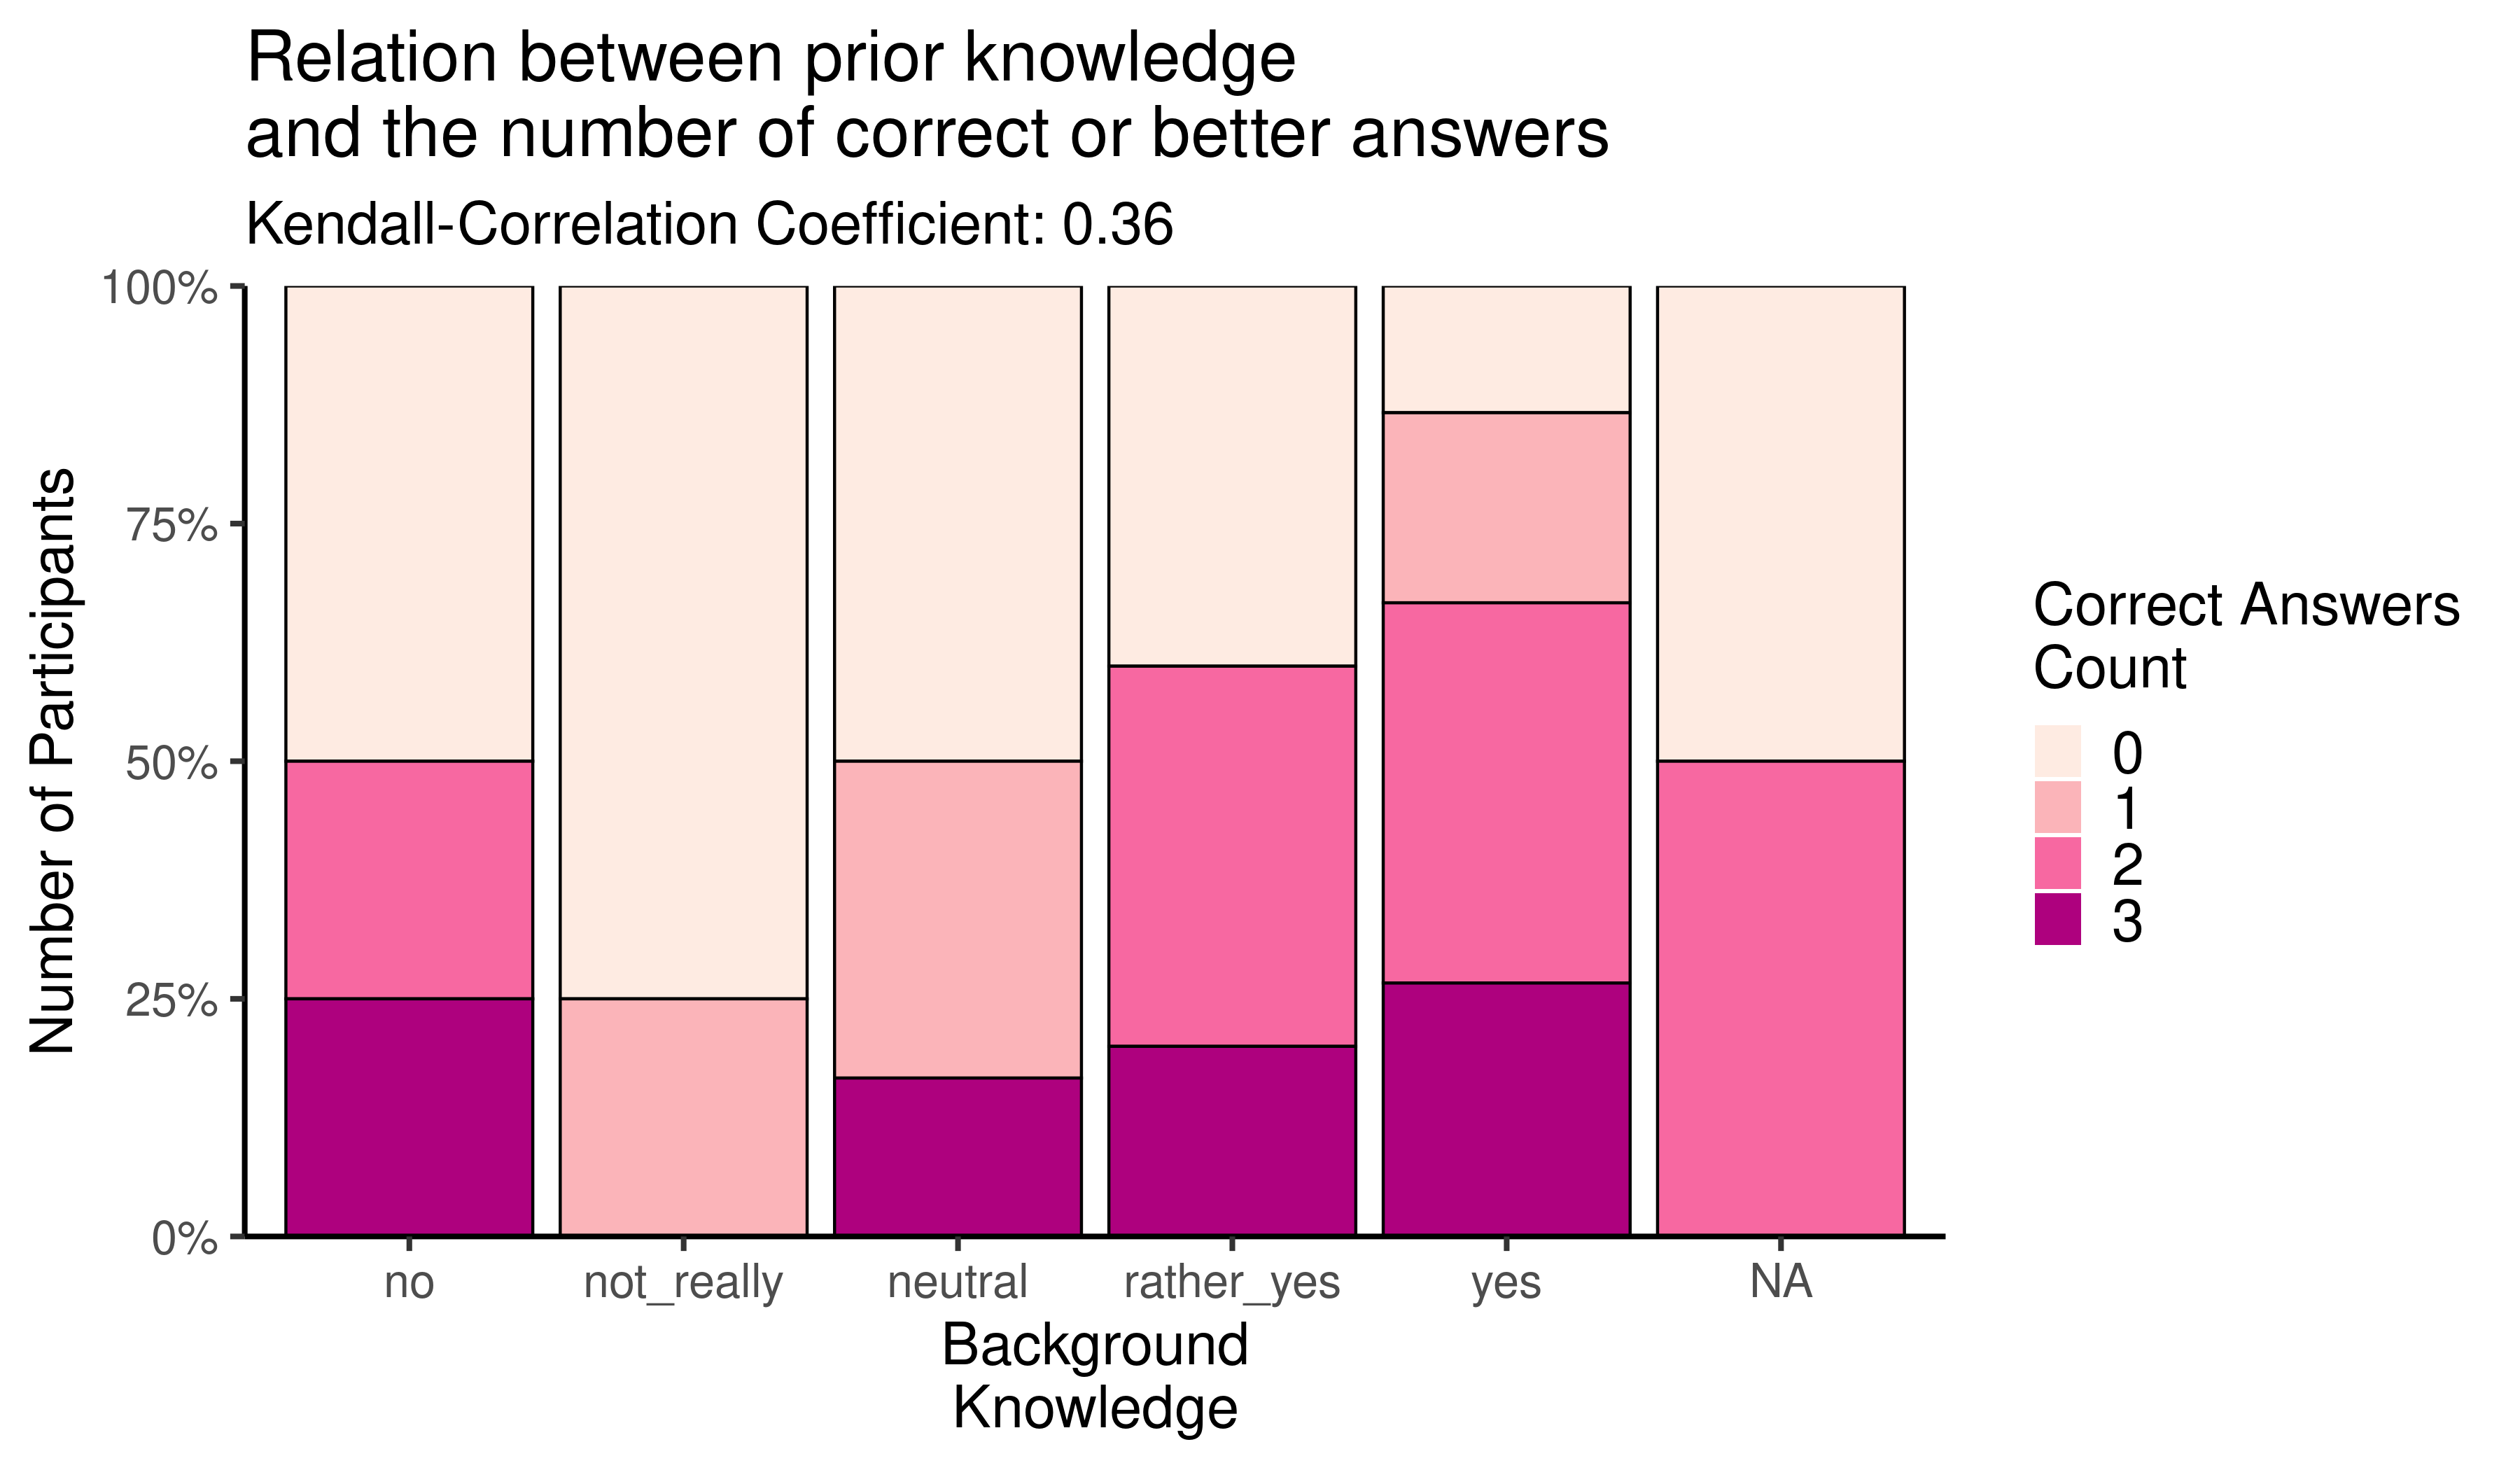 Relation between prior knowledge
and the number of correct or better answers
Kendall-Correlation Coefficient: 0.36
100%
75%
50%
25%
0%
Number of Participants
no
not_really
neutral
rather_yes
yes
NA
Background
Knowledge
Correct Answers
Count
0
1
2
3